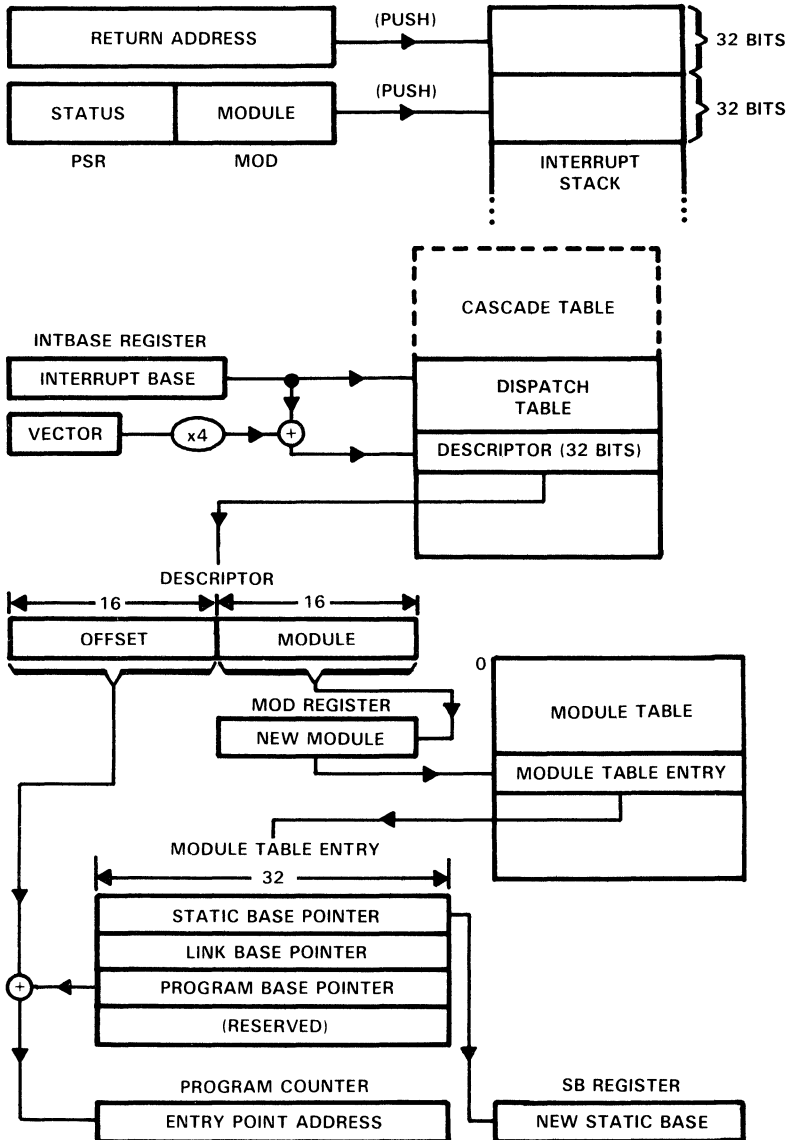 (PUSH)
RETURN ADDRESS
32 BITS
(PUSH)
STATUS MODULE
32 BITS
PSR MOD
INTERRUPT
STACK
CASCADE TABLE
INTBASE REGISTER
INTERRUPT BASE
DISPATCH
TABLE
VECTOR x4 +
DESCRIPTOR (32 BITS)
DESCRIPTOR
16 16
OFFSET MODULE
0
MOD REGISTER
MODULE TABLE
NEW MODULE
MODULE TABLE ENTRY
MODULE TABLE ENTRY
32
STATIC BASE POINTER
LINK BASE POINTER
+ PROGRAM BASE POINTER
(RESERVED)
PROGRAM COUNTER
SB REGISTER
ENTRY POINT ADDRESS
NEW STATIC BASE